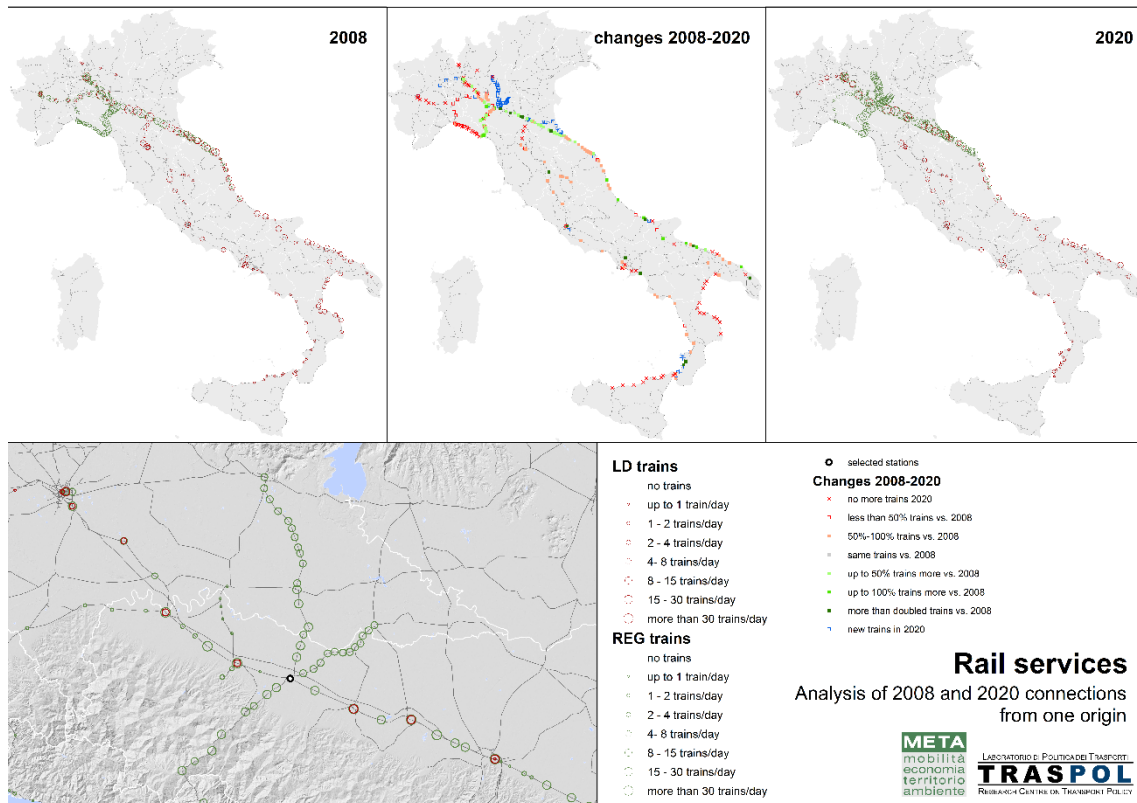 2008
changes 2008-2020
2020
LD trains
no trains
up to 1 train/day
1 - 2 trains/day
2 - 4 trains/day
4- 8 trains/day
8 - 15 trains/day
15 - 30 trains/day
more than 30 trains/day
REG trains
no trains
up to 1 train/day
1 - 2 trains/day
2 - 4 trains/day
4- 8 trains/day
8 - 15 trains/day
15 - 30 trains/day
more than 30 trains/day
selected stations
Changes 2008-2020
no more trains 2020
less than 50% trains vs. 2008
50%-100% trains vs. 2008
same trains vs. 2008
up to 50% trains more vs. 2008
up to 100% trains more vs. 2008
more than doubled trains vs. 2008
new trains in 2020
Rail services
Analysis of 2008 and 2020 connections
from one origin
META
mobilità
economia
territorio
ambiente
LABORATORIO DI POLITICA DEI TRASPORTI
TRASPOL
RESEARCH CENTRE ON TRANSPORT POLICY